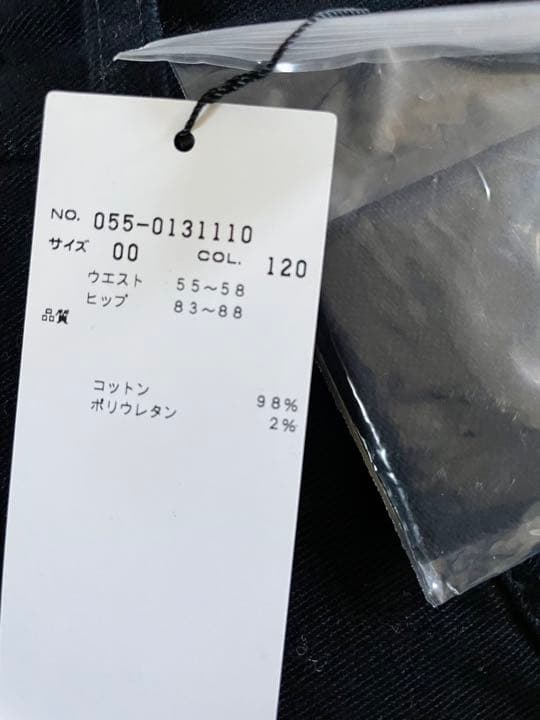 NO. 055-0131110
サイズ 00 COL. 120
ウエスト 55~58
ヒップ 83~88
品質
コットン 98%
ポリウレタン 2%